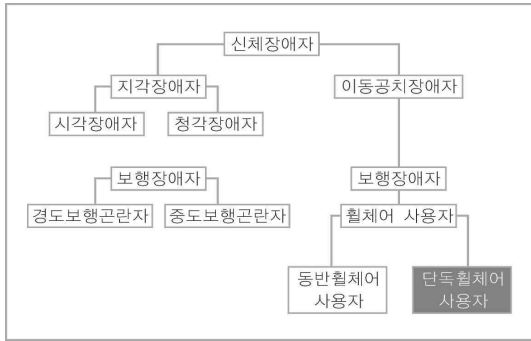 신체장애자
지각장애자
이동공치장애자
시각장애자
청각장애자
보행장애자
보행장애자
경도보행곤란자
중도보행곤란자
휠체어 사용자
동반휠체어
사용자
단독휠체어
사용자